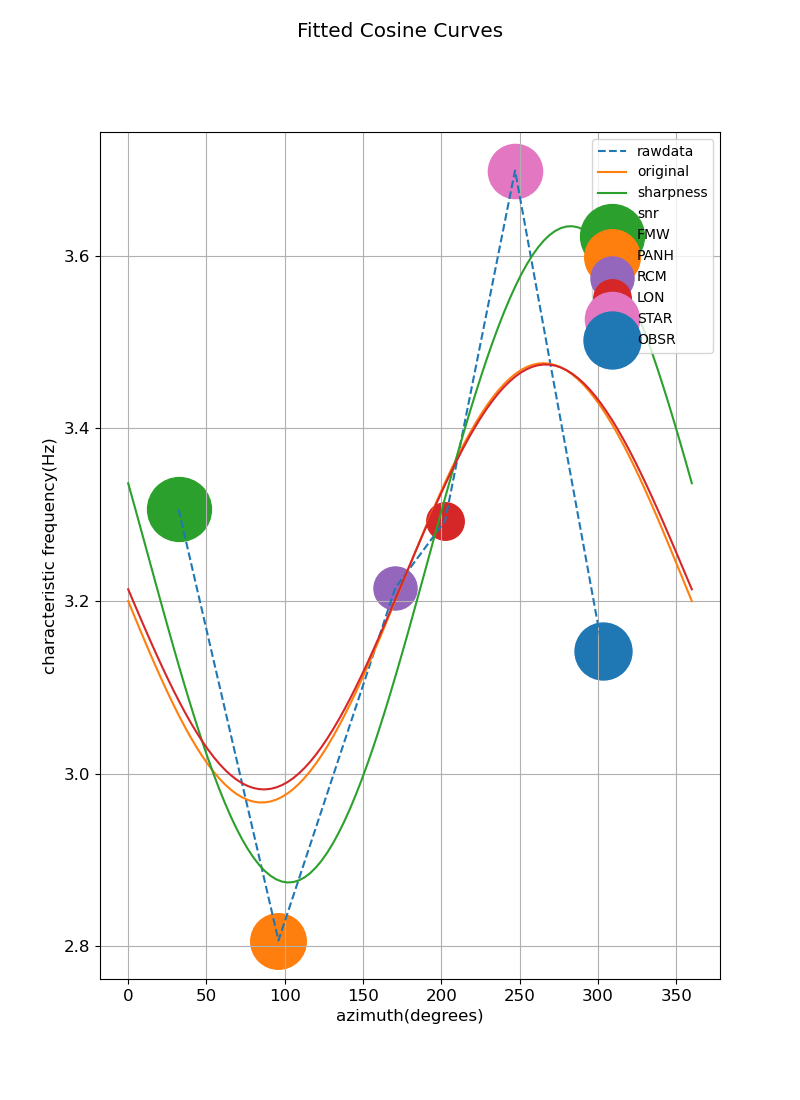 Fitted Cosine Curves
rawdata
original
sharpness
snr
FMW
PANH
RCM
LON
STAR
OBSR
characteristic frequency(Hz)
3.6
3.4
3.2
3.0
2.8
0 50 100 150 200 250 300 350
azimuth(degrees)